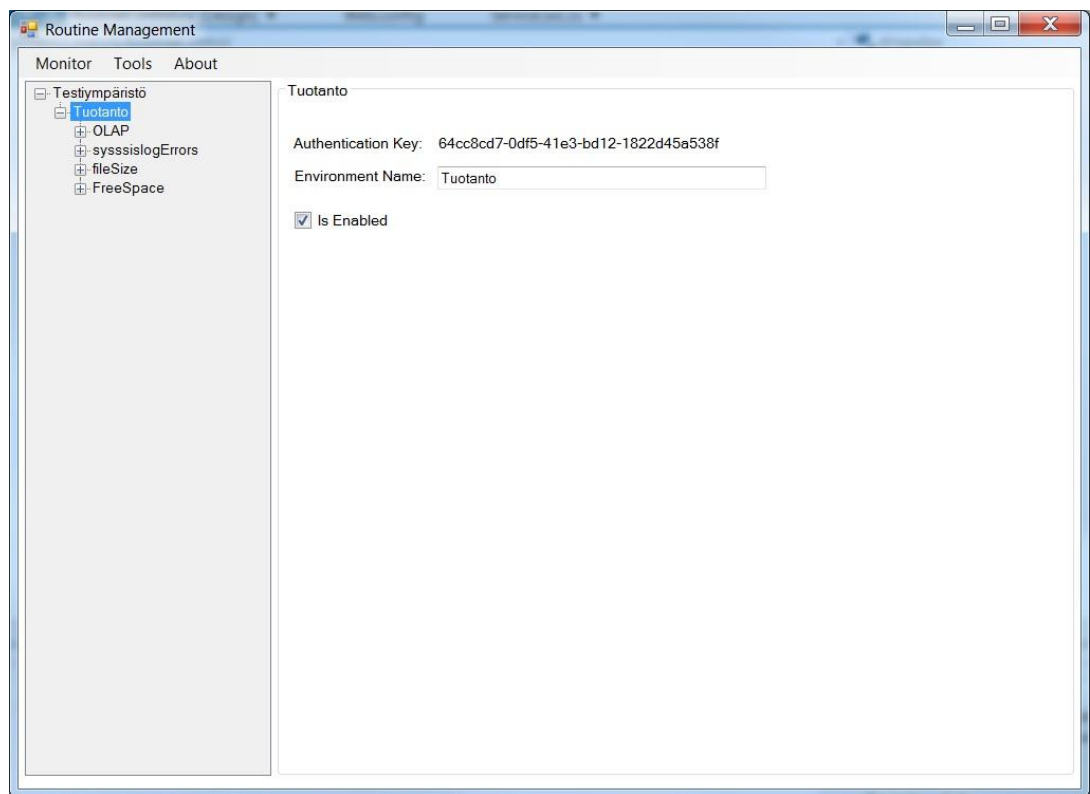 Routine Management
Monitor Tools About
Testiympäristö
Tuotanto
OLAP
sysssislogErrors
fileSize
FreeSpace
Tuotanto
Authentication Key: 64cc8cd7-0df5-41e3-bd12-1822d45a538f
Environment Name: Tuotanto
Is Enabled